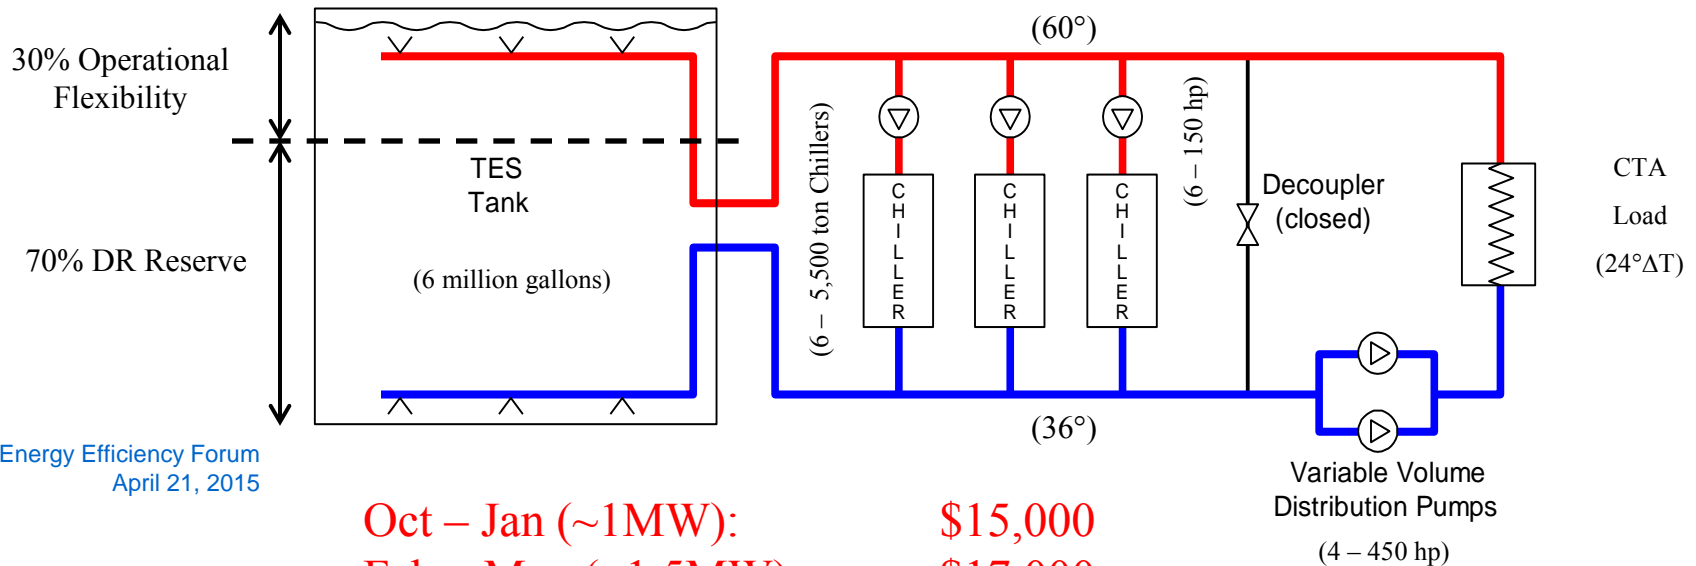 30% Operational
Flexibility
70% DR Reserve
TES
Tank
(6 million gallons)
(60°)
(6 – 5,500 ton Chillers)
CHILLER
CHILLER
CHILLER
(6 – 150 hp)
Decoupler
(closed)
CTA
Load
(24°ΔT)
(36°)
Variable Volume
Distribution Pumps
(4 – 450 hp)
Energy Efficiency Forum
April 21, 2015
Oct – Jan (~1MW): $15,000